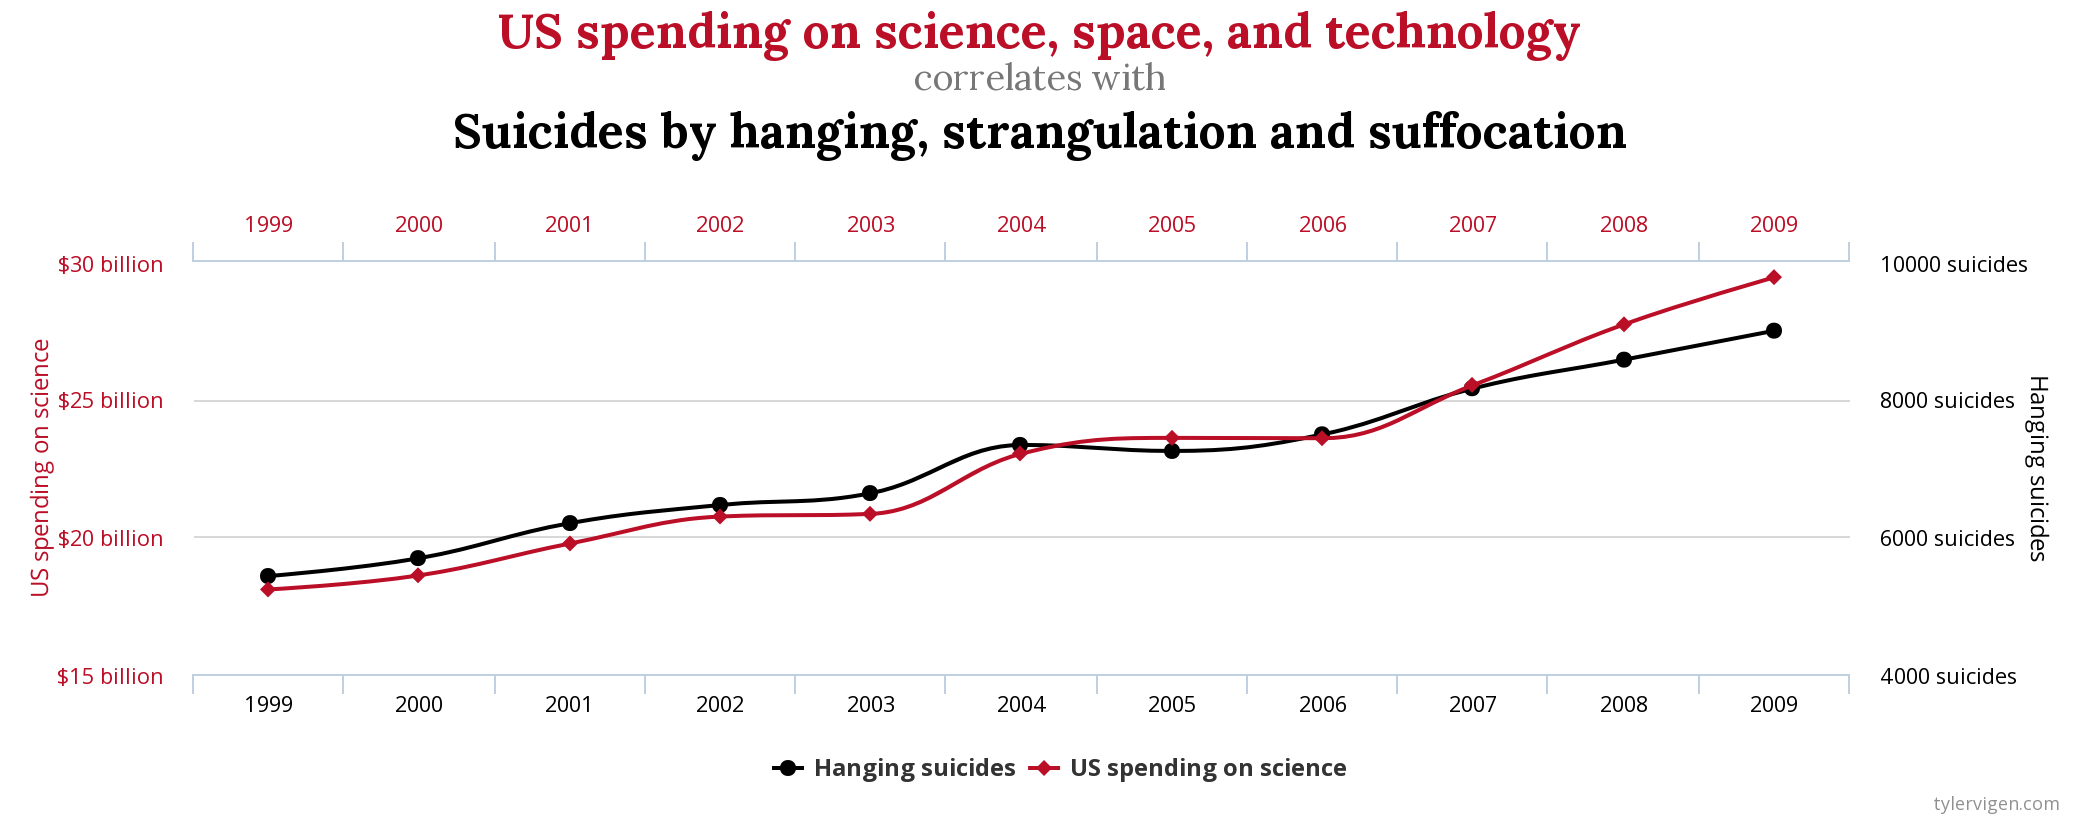 US spending on science, space, and technology
correlates with
Suicides by hanging, strangulation and suffocation
1999 2000 2001 2002 2003 2004 2005 2006 2007 2008 2009
$30 billion
10000 suicides
US spending on science
Hanging suicides
$25 billion
8000 suicides
$20 billion
6000 suicides
$15 billion
4000 suicides
1999 2000 2001 2002 2003 2004 2005 2006 2007 2008 2009
Hanging suicides US spending on science
tylervigen.com